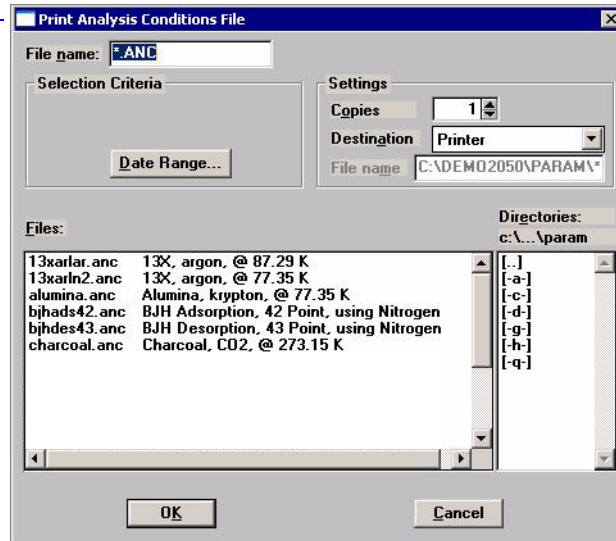 Print Analysis Conditions File
File name: *.ANC
Selection Criteria
Date Range...
Settings
Copies 1
Destination Printer
File name C:\DEMO2050\PARAM\*
Files:
13xarlar.anc 13X, argon, @ 87.29 K
13xarln2.anc 13X, argon, @ 77.35 K
alumina.anc Alumina, krypton, @ 77.35 K
bjhads42.anc BJH Adsorption, 42 Point, using Nitrogen
bjhdes43.anc BJH Desorption, 43 Point, using Nitrogen
charcoal.anc Charcoal, CO2, @ 273.15 K
Directories:
c:\...\param
[..]
[-a-]
[-c-]
[-d-]
[-g-]
[-h-]
[-q-]
OK
Cancel